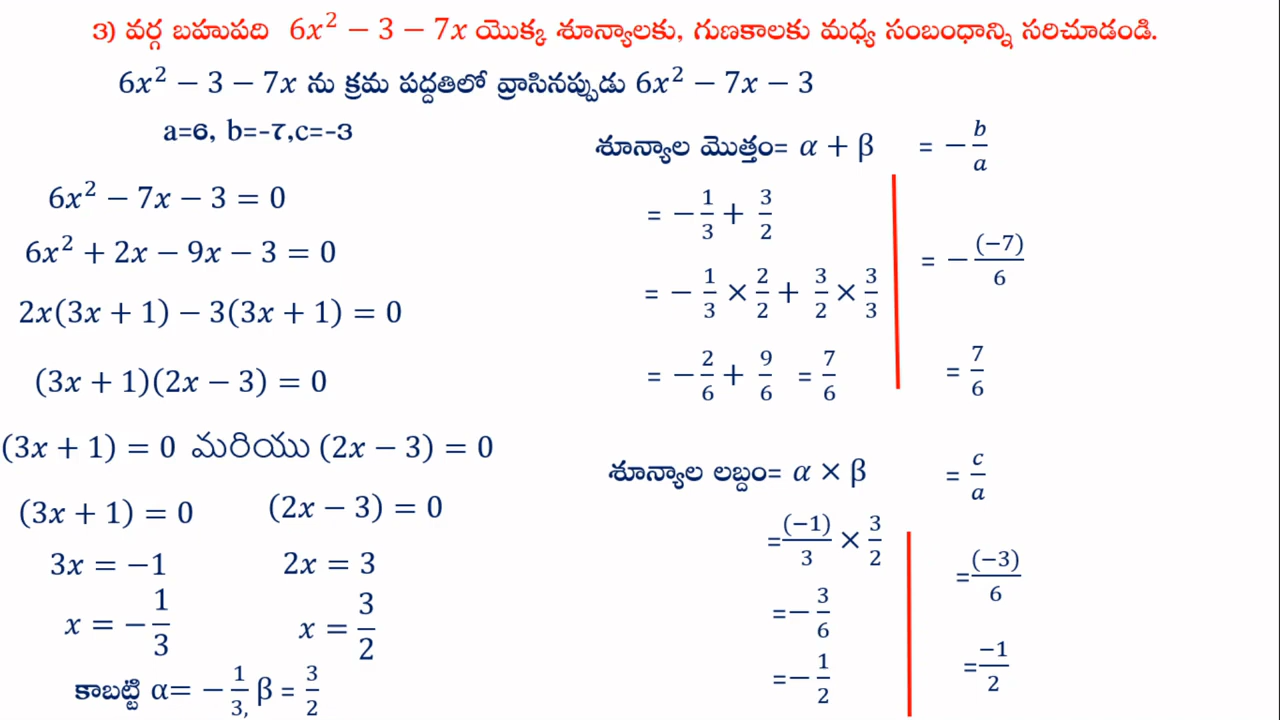 3) వర్గ బహుపది 6x² − 3 − 7x యొక్క శూన్యాలకు, గుణకాలకు మధ్య సంబంధాన్ని సరిచూడండి.
6x² − 3 − 7x ను క్రమ పద్దతిలో వ్రాసినప్పుడు 6x² − 7x − 3
a=6, b=-7,c=-3
6x² − 7x − 3 = 0
6x² + 2x − 9x − 3 = 0
2x(3x + 1) − 3(3x + 1) = 0
(3x + 1)(2x − 3) = 0
(3x + 1) = 0 మరియు (2x − 3) = 0
(3x + 1) = 0 (2x − 3) = 0
3x = −1 2x = 3
x = − 1/3 x = 3/2
కాబట్టి α= − 1/3, β = 3/2
శూన్యాల మొత్తం= α + β = − b/a
= − 1/3 + 3/2
= − (−7)/6
= − 1/3 × 2/2 + 3/2 × 3/3
= − 2/6 + 9/6 = 7/6 = 7/6
శూన్యాల లబ్దం= α × β = c/a
= (−1)/3 × 3/2 = (−3)/6
=− 3/6
=− 1/2 = −1/2